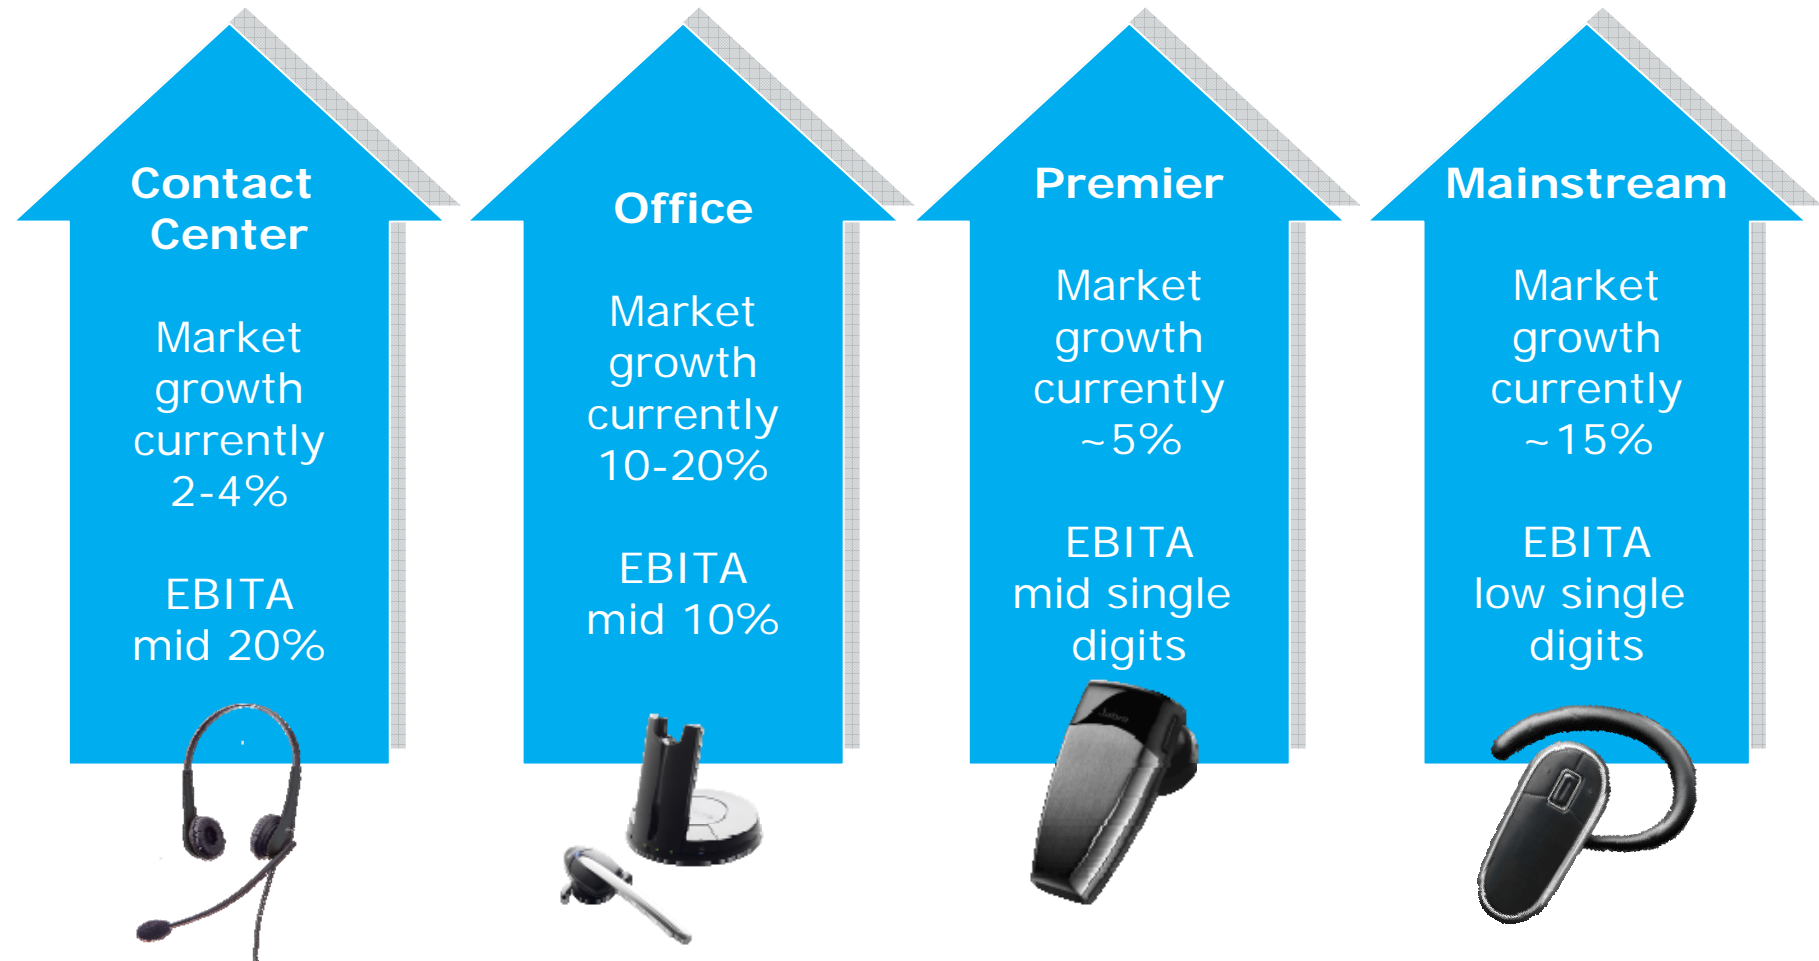 Contact
Center
Market
growth
currently
2-4%
EBITA
mid 20%
Office
Market
growth
currently
10-20%
EBITA
mid 10%
Premier
Market
growth
currently
~5%
EBITA
mid single
digits
Jabra
Mainstream
Market
growth
currently
~15%
EBITA
low single
digits